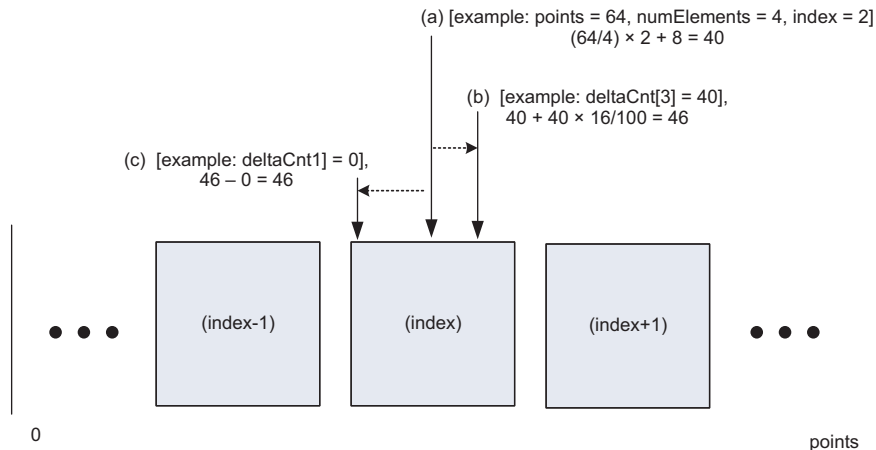 (a) [example: points = 64, numElements = 4, index = 2]
(64/4) × 2 + 8 = 40
(b) [example: deltaCnt[3] = 40],
40 + 40 × 16/100 = 46
(c) [example: deltaCnt1] = 0],
46 – 0 = 46
(index-1)
(index)
(index+1)
0
points